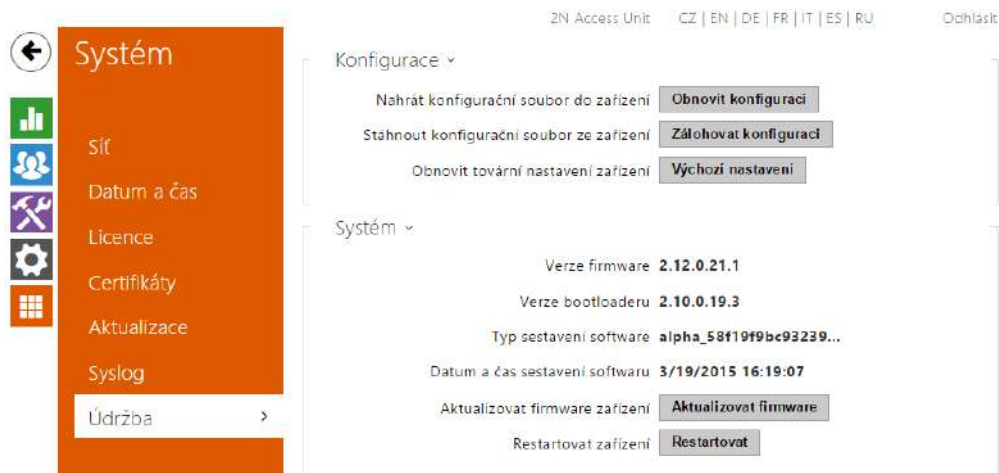 2N Access Unit CZ | EN | DE | FR | IT | ES | RU Odhlásit
Systém
Síť
Datum a čas
Licence
Certifikáty
Aktualizace
Syslog
Údržba
Konfigurace
Nahrát konfigurační soubor do zařízení Obnovit konfiguraci
Stáhnout konfigurační soubor ze zařízení Zálohovat konfiguraci
Obnovit tovární nastavení zařízení Výchozí nastavení
Systém
Verze firmware 2.12.0.21.1
Verze bootloaderu 2.10.0.19.3
Typ sestavení software alpha_58f19f9bc93239...
Datum a čas sestavení softwaru 3/19/2015 16:19:07
Aktualizovat firmware zařízení Aktualizovat firmware
Restartovat zařízení Restartovat